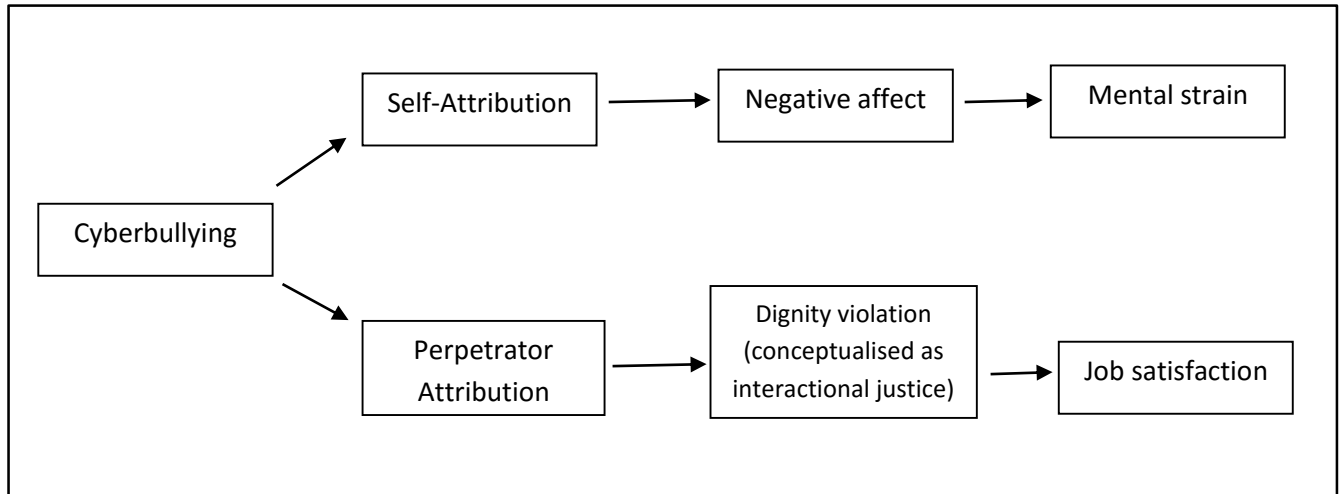 Self-Attribution
Negative affect
Mental strain
Cyberbullying
Perpetrator
Attribution
Dignity violation
(conceptualised as
interactional justice)
Job satisfaction